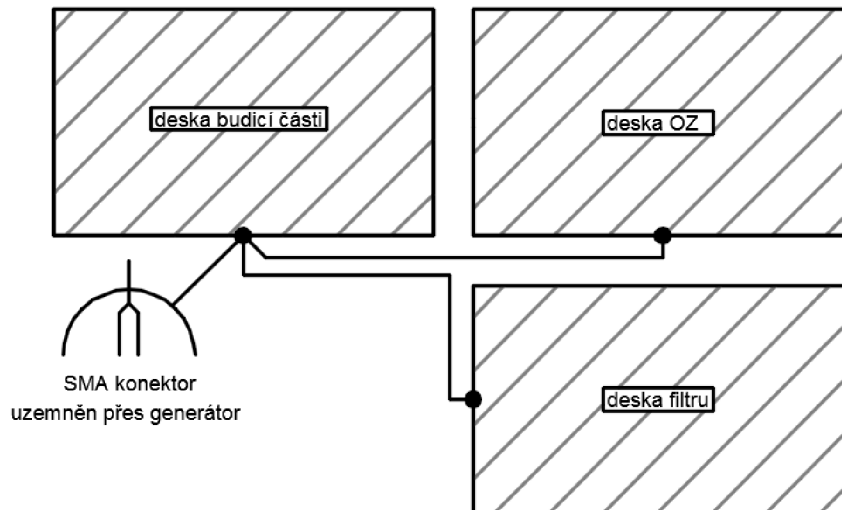 deska budicí části
deska OZ
SMA konektor
uzemněn přes generátor
deska filtru